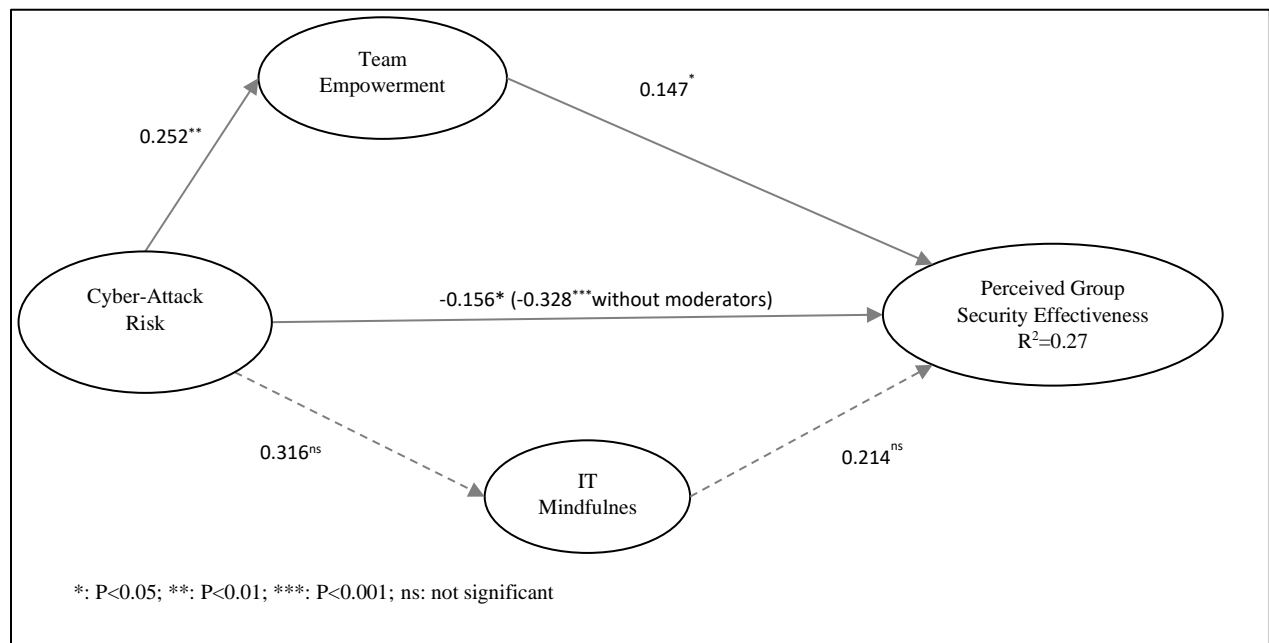 Team
Empowerment
0.147*
0.252**
Cyber-Attack
Risk
-0.156* (-0.328***without moderators)
Perceived Group
Security Effectiveness
R²=0.27
0.316ns
0.214ns
IT
Mindfulnes
*: P<0.05; **: P<0.01; ***: P<0.001; ns: not significant